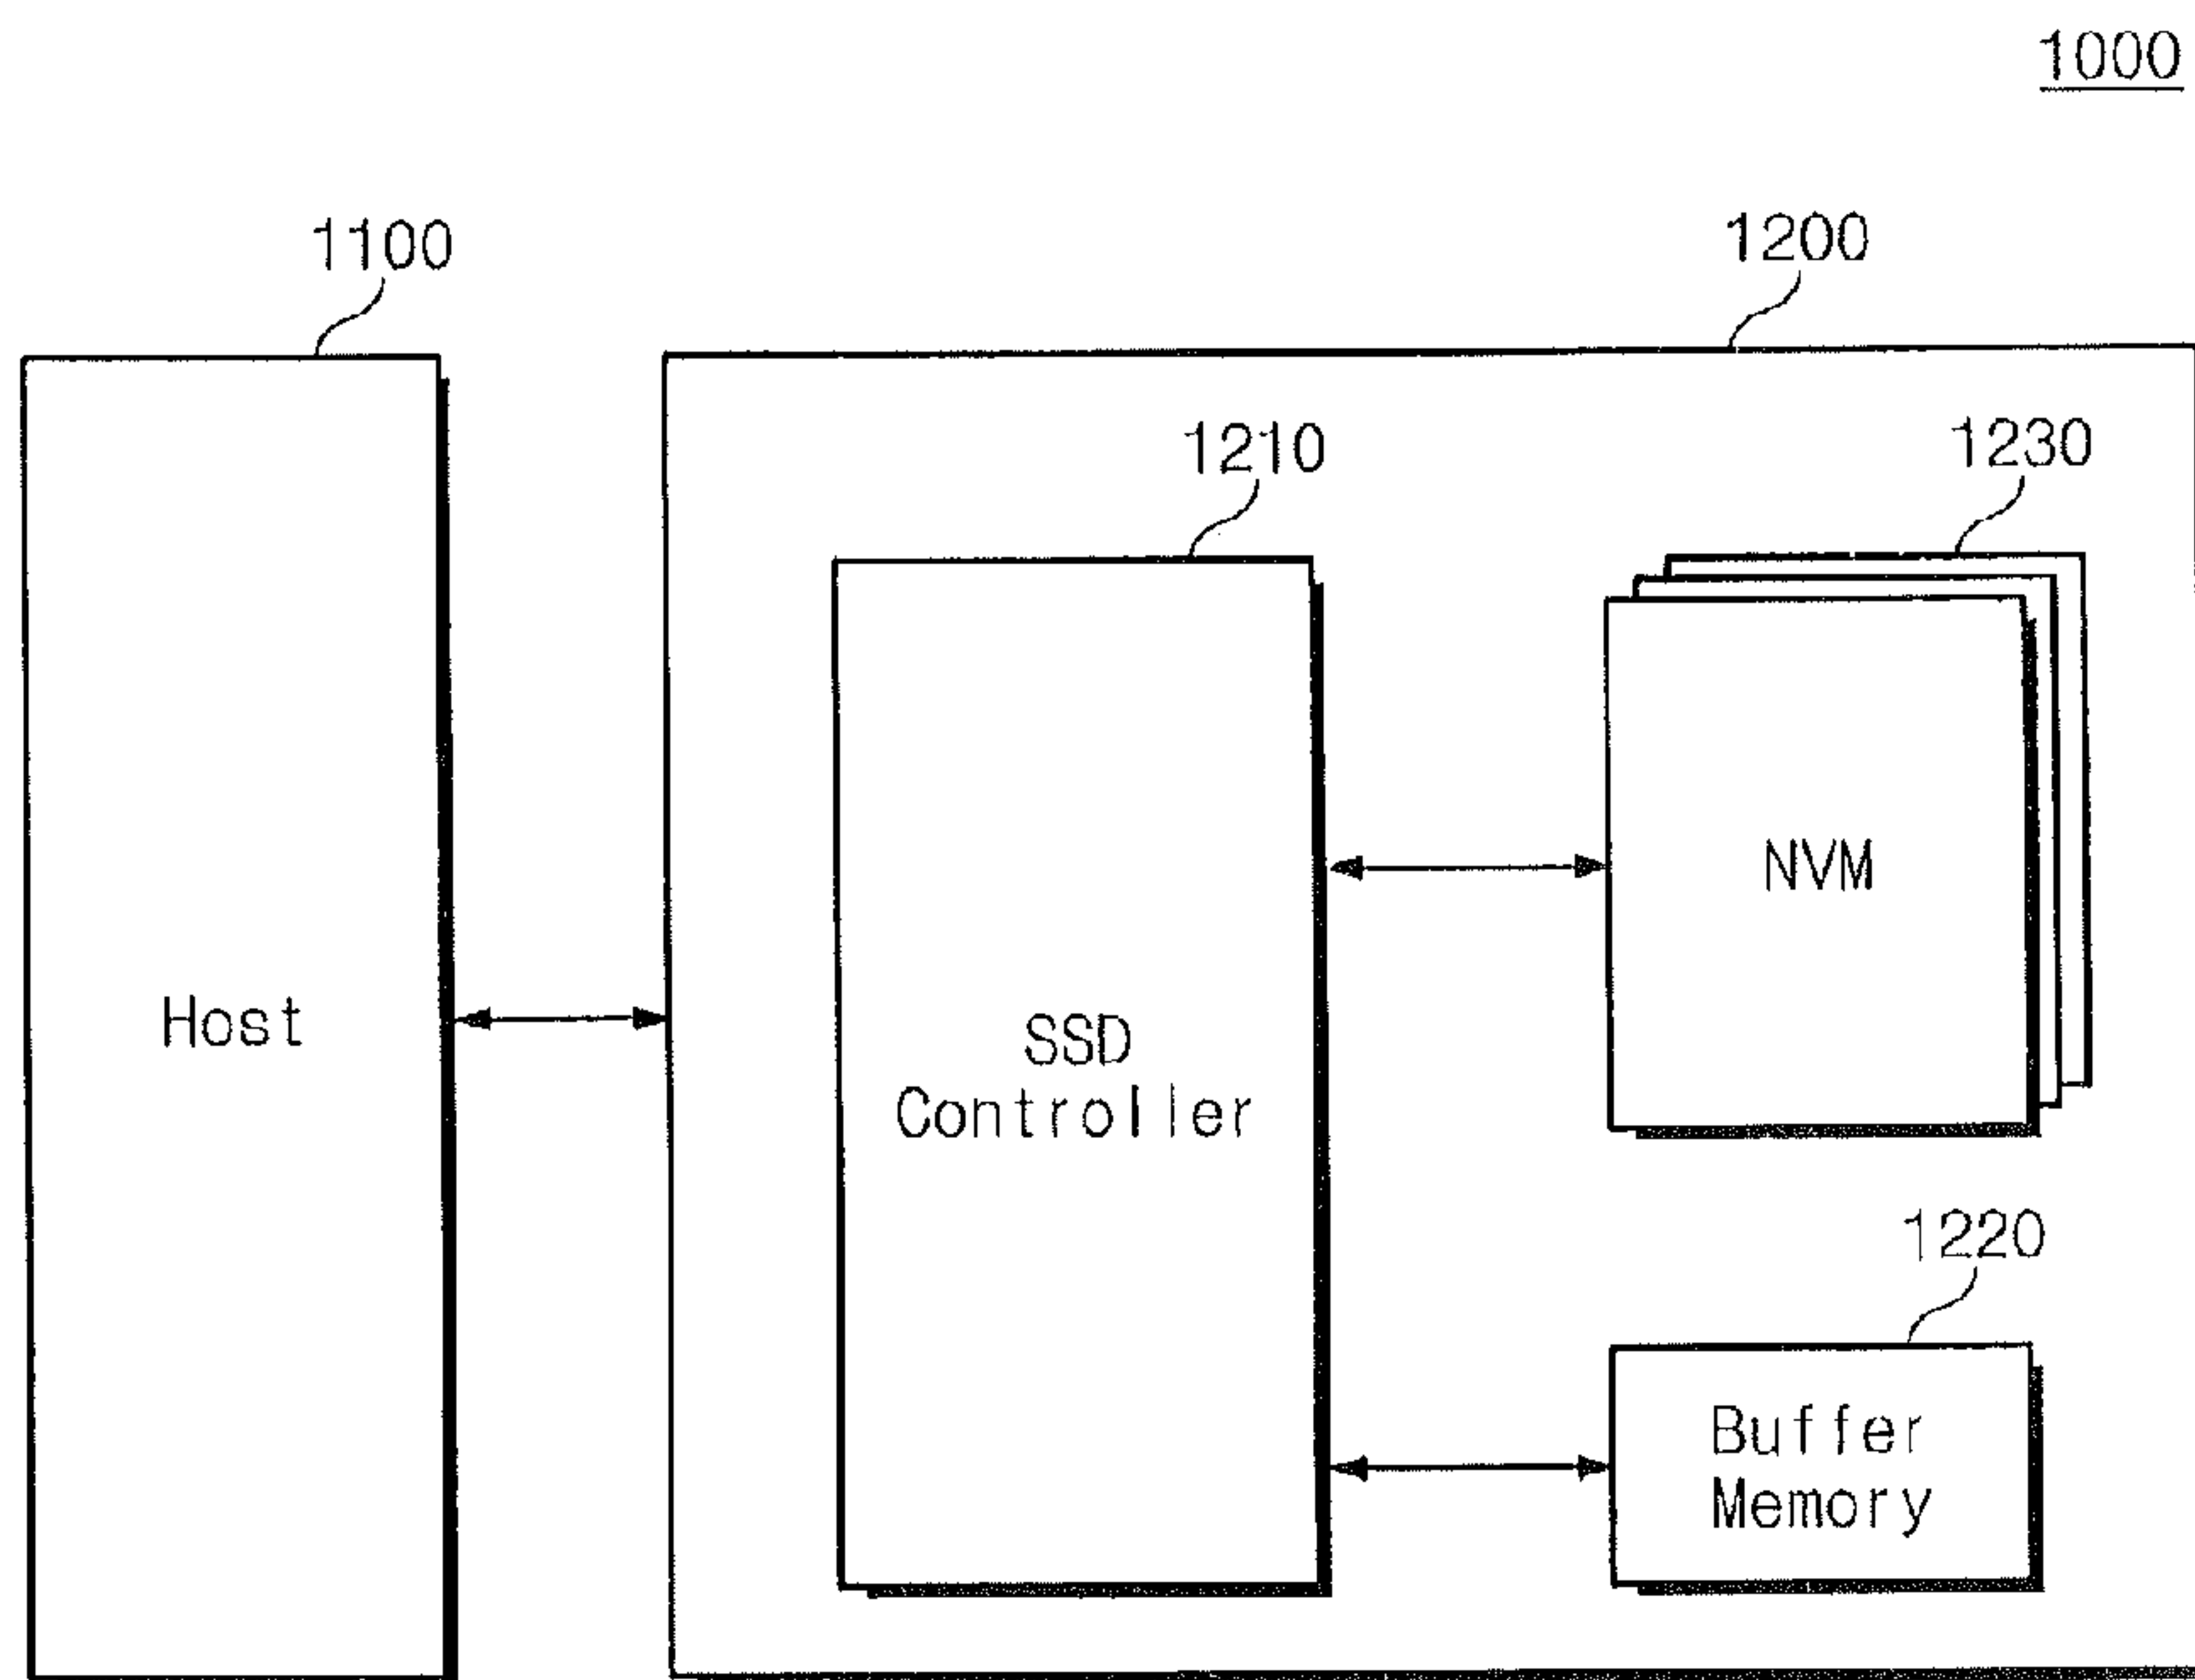 1000
1100
1200
1210
1230
NVM
Host
SSD
Controller
1220
Buffer
Memory